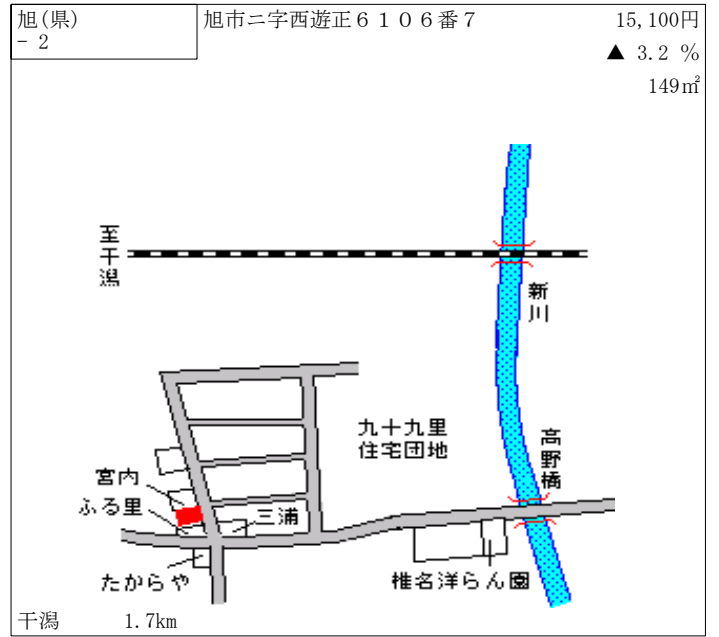 旭(県)
- 2
旭市ニ字西遊正６１０６番７
15,100円
▲ 3.2 %
149㎡
至干潟
新川
九十九里
住宅団地
高野橋
宮内
ふる里
三浦
たからや
椎名洋らん園
干潟 1.7km